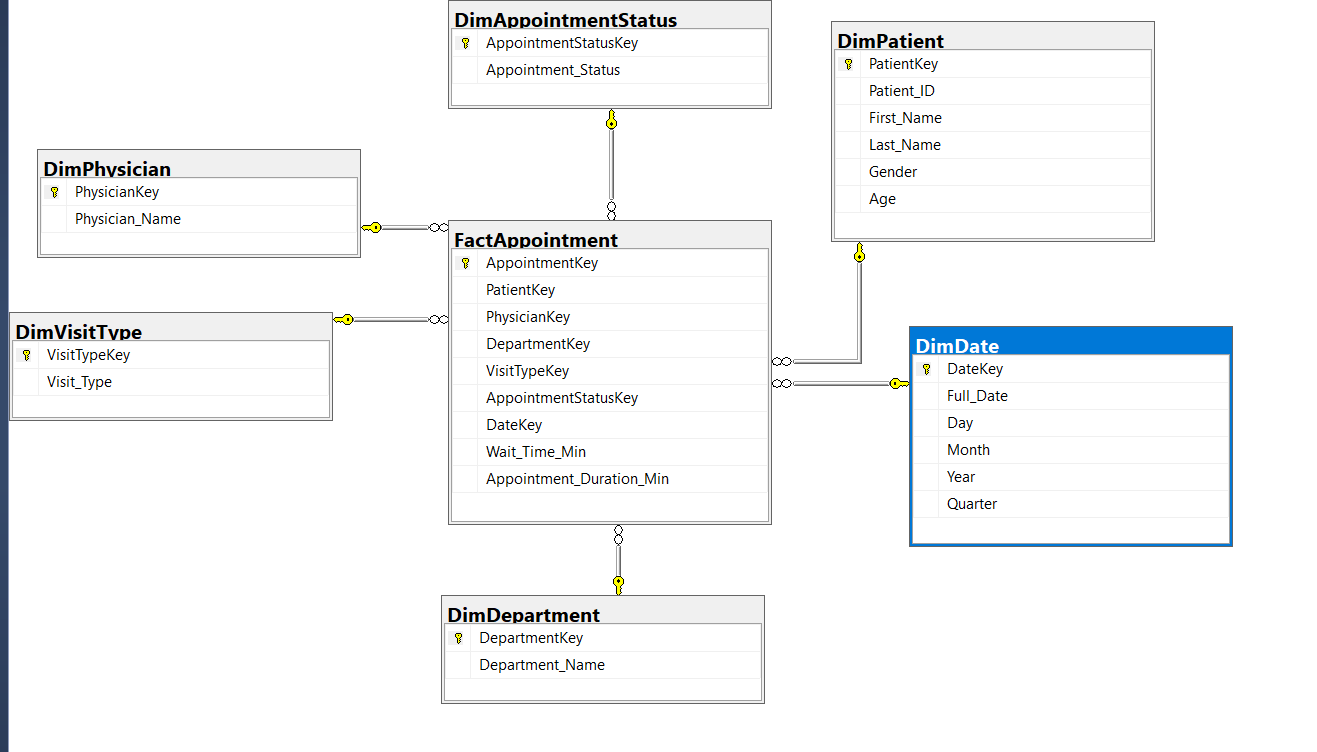 DimAppointmentStatus
AppointmentStatusKey
Appointment_Status
DimPatient
PatientKey
Patient_ID
First_Name
Last_Name
Gender
Age
DimPhysician
PhysicianKey
Physician_Name
FactAppointment
AppointmentKey
PatientKey
PhysicianKey
DepartmentKey
VisitTypeKey
AppointmentStatusKey
DateKey
Wait_Time_Min
Appointment_Duration_Min
DimVisitType
VisitTypeKey
Visit_Type
DimDate
DateKey
Full_Date
Day
Month
Year
Quarter
DimDepartment
DepartmentKey
Department_Name